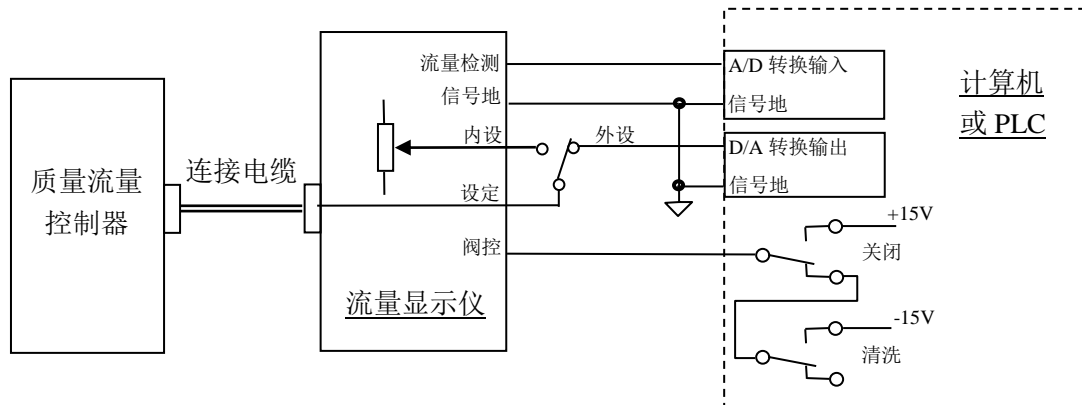 质量流量
控制器
连接电缆
流量检测
信号地
内设
设定
阀控
流量显示仪
外设
A/D 转换输入
信号地
D/A 转换输出
信号地
计算机
或 PLC
+15V
关闭
-15V
清洗